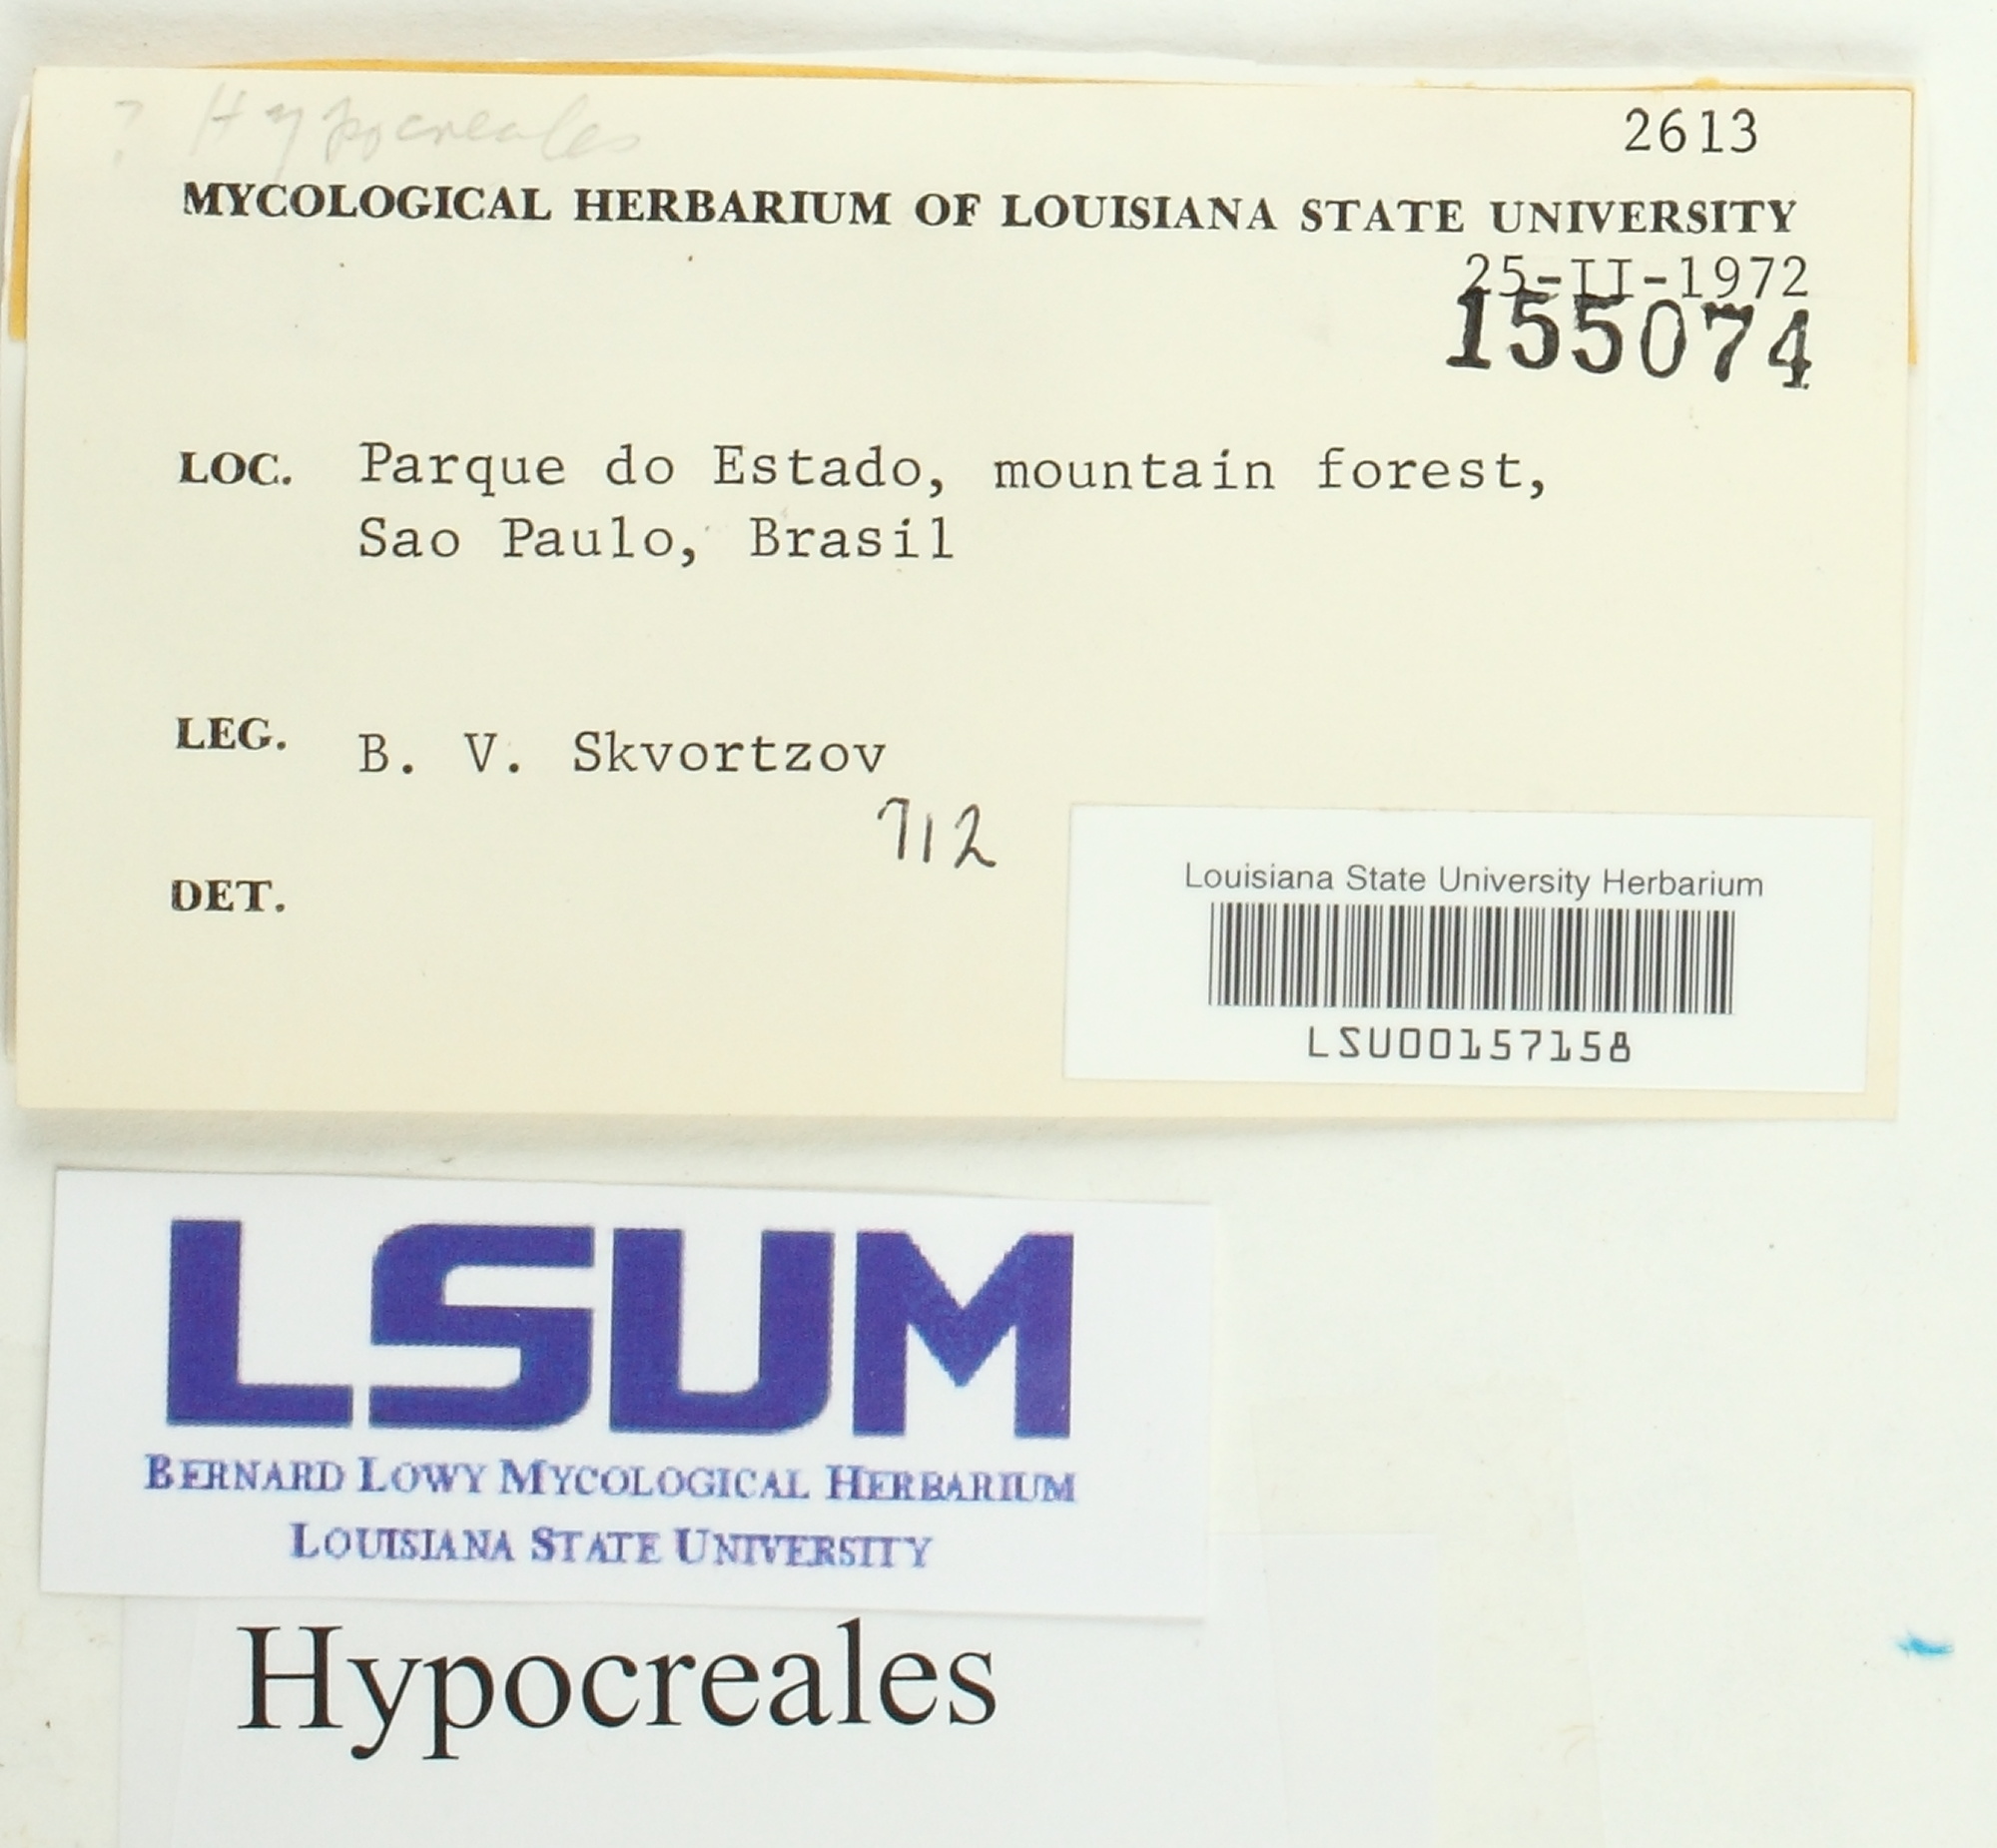 ? Hypocreales
2613
MYCOLOGICAL HERBARIUM OF LOUISIANA STATE UNIVERSITY
25-II-1972
155074
LOC. Parque do Estado, mountain forest,
Sao Paulo, Brasil
LEG. B. V. Skvortzov
712
DET.
Louisiana State University Herbarium
LSU00157158
LSUM
BERNARD LOWY MYCOLOGICAL HERBARIUM
LOUISIANA STATE UNIVERSITY
Hypocreales